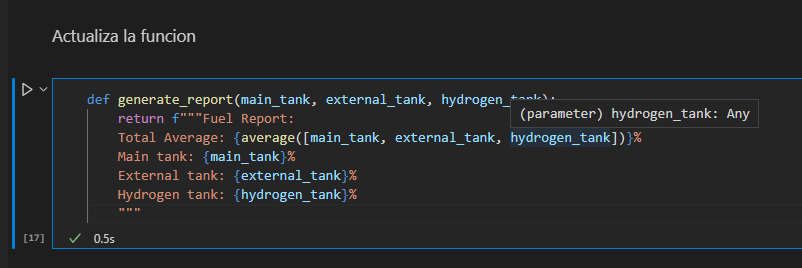 Actualiza la funcion
def generate_report(main_tank, external_tank, hydrogen_tank):
(parameter) hydrogen_tank: Any
return f"""Fuel Report:
Total Average: {average([main_tank, external_tank, hydrogen_tank])}%
Main tank: {main_tank}%
External tank: {external_tank}%
Hydrogen tank: {hydrogen_tank}%
"""
[17]
0.5s